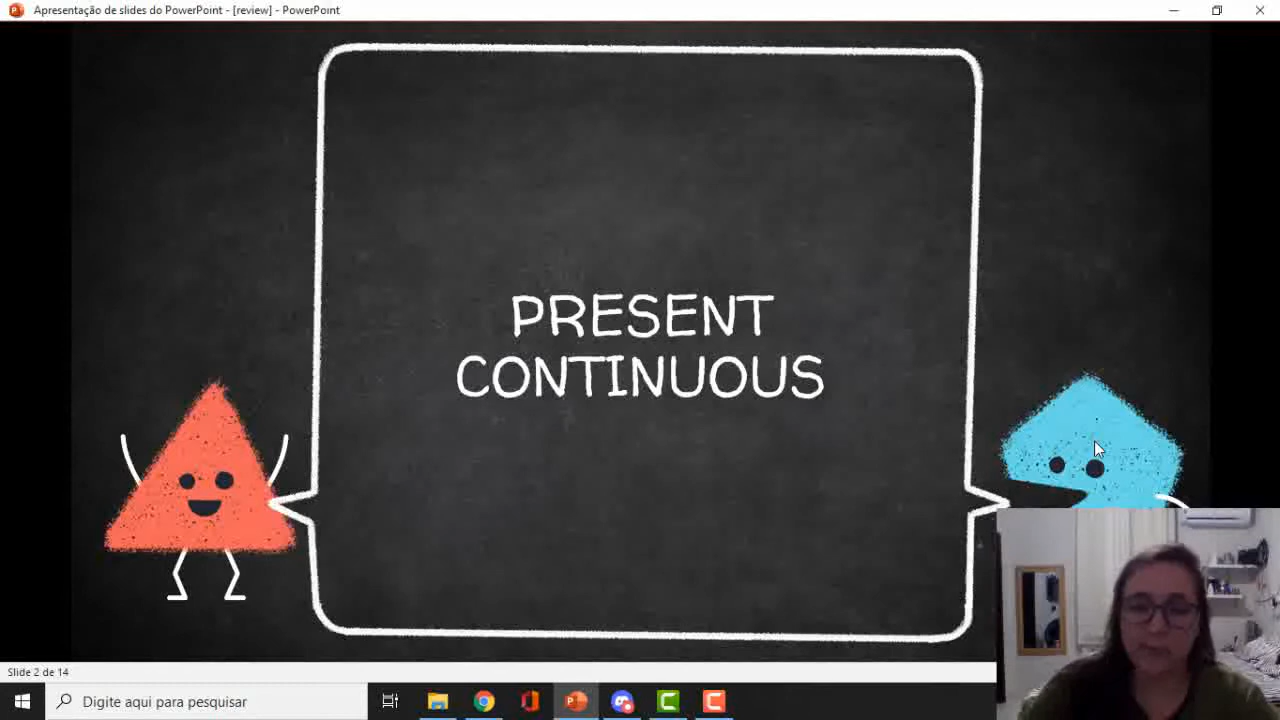 Apresentação de slides do PowerPoint - [review] - PowerPoint
PRESENT
CONTINUOUS
Slide 2 de 14
Digite aqui para pesquisar